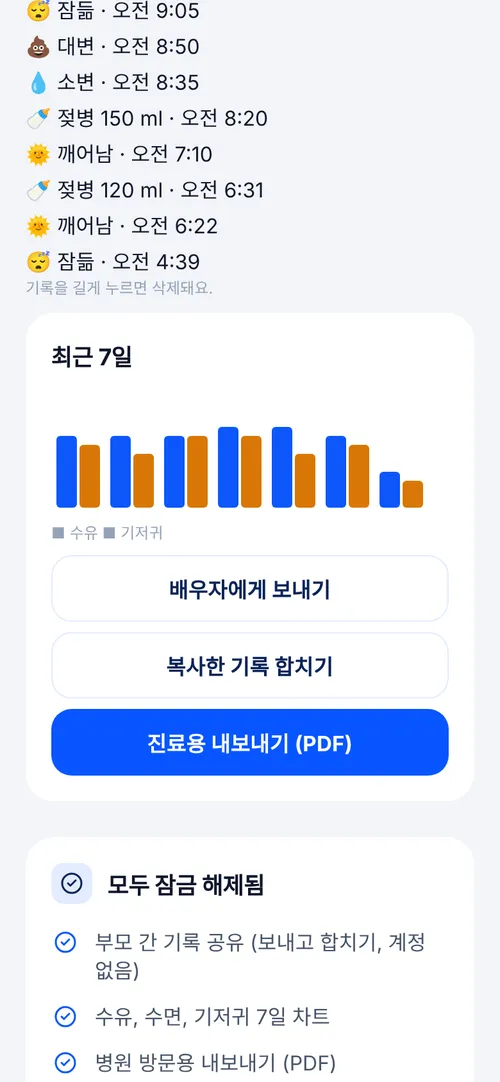 😴 잠듦 · 오전 9:05
💩 대변 · 오전 8:50
💧 소변 · 오전 8:35
🍼 젖병 150 ml · 오전 8:20
🌞 깨어남 · 오전 7:10
🍼 젖병 120 ml · 오전 6:31
🌞 깨어남 · 오전 6:22
😴 잠듦 · 오전 4:39
기록을 길게 누르면 삭제돼요.
최근 7일
■ 수유 ■ 기저귀
배우자에게 보내기
복사한 기록 합치기
진료용 내보내기 (PDF)
모두 잠금 해제됨
부모 간 기록 공유 (보내고 합치기, 계정
없음)
수유, 수면, 기저귀 7일 차트
병원 방문용 내보내기 (PDF)